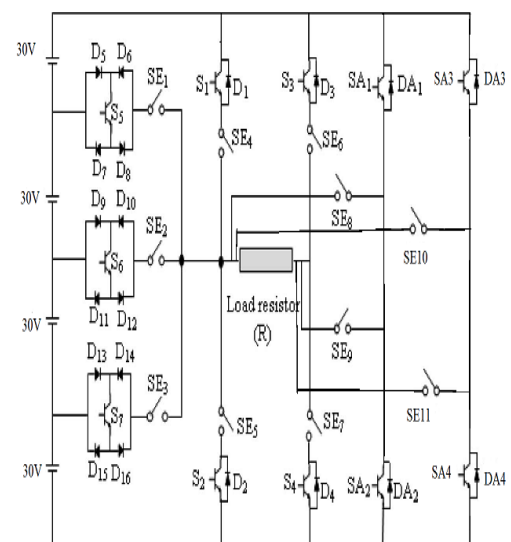 30V
D5 D6
SE1
S5
D7 D8
S1 D1
S3 D3
SA1 DA1
SA3 DA3
SE4
SE6
30V
D9 D10
SE2
S6
D11 D12
SE8
SE10
Load resistor
(R)
30V
D13 D14
SE3
S7
D15 D16
SE9
SE11
SE5
SE7
30V
S2 D2
S4 D4
SA2 DA2
SA4 DA4